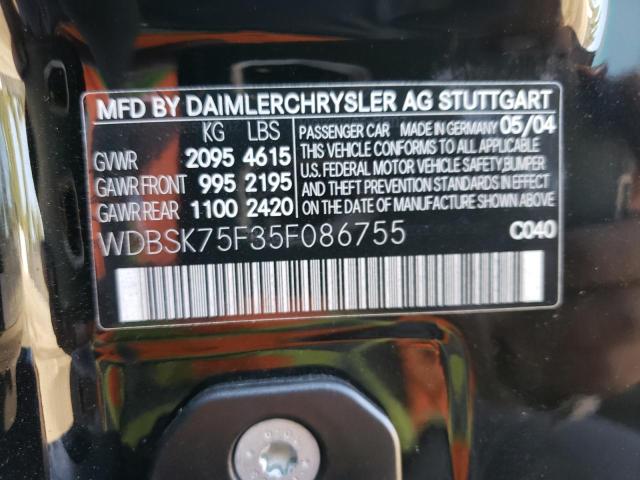 MFD BY DAIMLERCHRYSLER AG STUTTGART
KG LBS
GVWR 2095 4615
GAWR FRONT 995 2195
GAWR REAR 1100 2420
PASSENGER CAR MADE IN GERMANY 05/04
THIS VEHICLE CONFORMS TO ALL APPLICABLE
U.S. FEDERAL MOTOR VEHICLE SAFETY, BUMPER
AND THEFT PREVENTION STANDARDS IN EFFECT
ON THE DATE OF MANUFACTURE SHOWN ABOVE.
WDBSK75F35F086755
C040